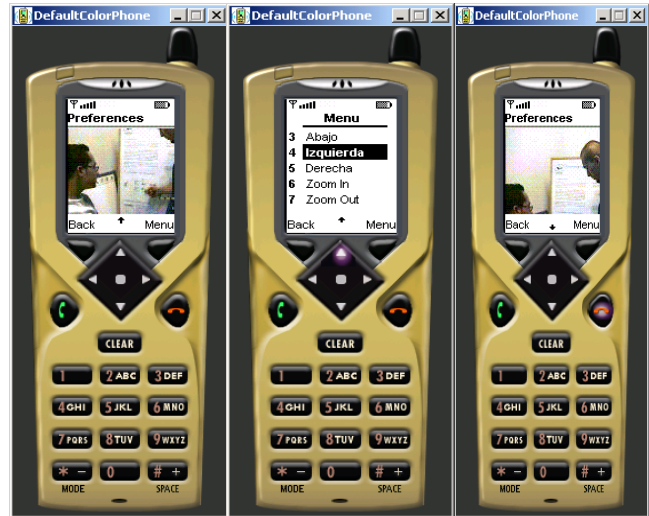 DefaultColorPhone
Preferences
Back
Menu
CLEAR
1
2 ABC
3 DEF
4 GHI
5 JKL
6 MNO
7 PQRS
8 TUV
9 WXYZ
* -
0
# +
MODE
SPACE
DefaultColorPhone
Menu
3 Abajo
4 Izquierda
5 Derecha
6 Zoom In
7 Zoom Out
Back
Menu
CLEAR
1
2 ABC
3 DEF
4 GHI
5 JKL
6 MNO
7 PQRS
8 TUV
9 WXYZ
* -
0
# +
MODE
SPACE
DefaultColorPhone
Preferences
Back
Menu
CLEAR
1
2 ABC
3 DEF
4 GHI
5 JKL
6 MNO
7 PQRS
8 TUV
9 WXYZ
* -
0
# +
MODE
SPACE